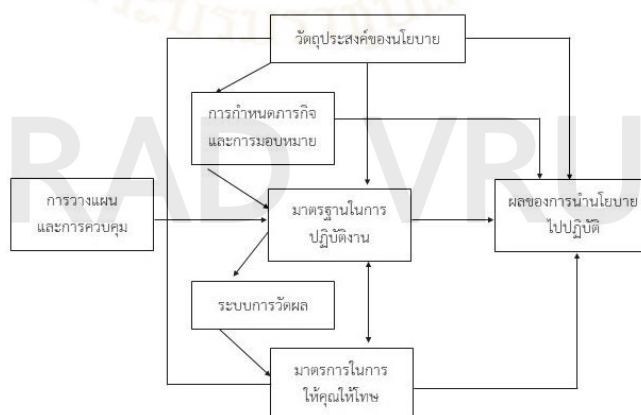 วัตถุประสงค์ของนโยบาย
การกำหนดภารกิจ
และการมอบหมาย
RAD VRU
การวางแผน
และการควบคุม
มาตรฐานในการ
ปฏิบัติงาน
ผลของการนำนโยบาย
ไปปฏิบัติ
ระบบการวัดผล
มาตรการในการ
ให้คุณให้โทษ